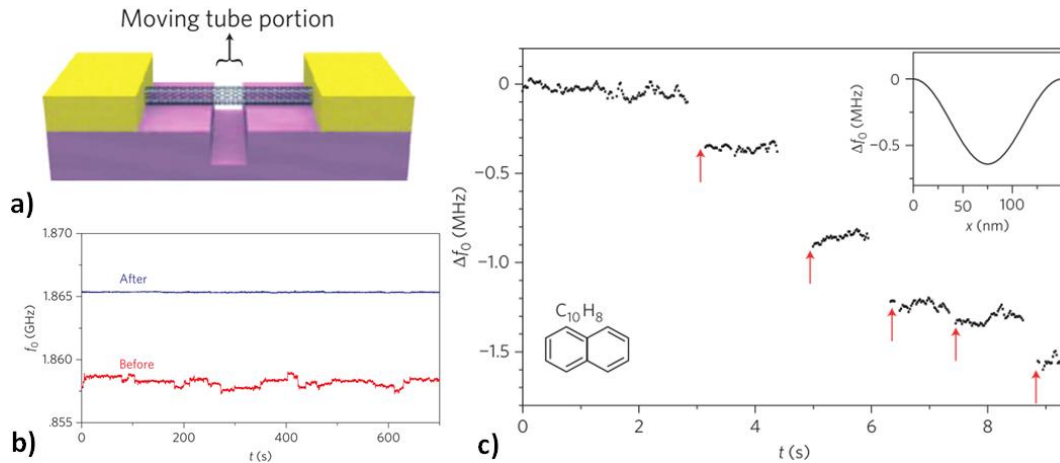 Moving tube portion
a)
1.870
1.865
1.860
.855
f₀ (GHz)
After
Before
0
200
400
600
t (s)
b)
0
−0.5
−1.0
−1.5
Δf₀ (MHz)
C₁₀H₈
0
2
4
6
8
t (s)
c)
0
−0.5
Δf₀ (MHz)
0
50
100
x (nm)